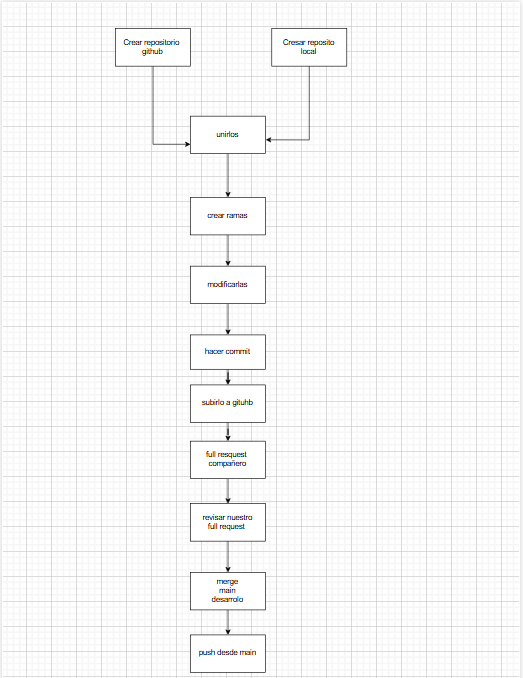 Crear repositorio
github
Cresar reposito
local
unirlos
crear ramas
modificarlas
hacer commit
subirlo a gituhb
full resquest
compañero
revisar nuestro
full request
merge
main
desarrolo
push desde main